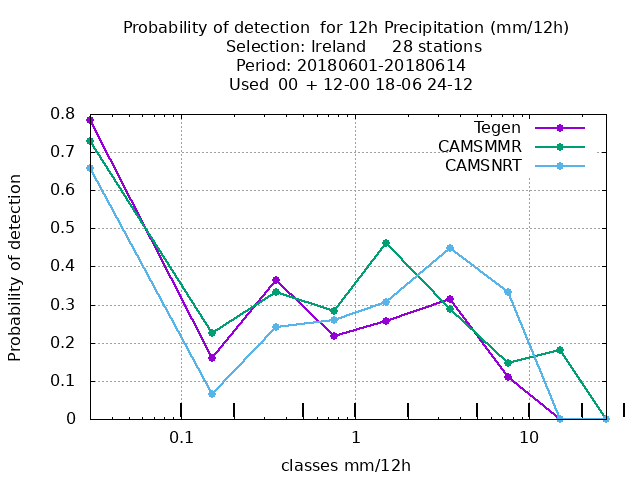 Probability of detection  for 12h Precipitation (mm/12h)
Selection: Ireland     28 stations
Period: 20180601-20180614
Used  00  + 12-00 18-06 24-12
Probability of detection
0.8
0.7
0.6
0.5
0.4
0.3
0.2
0.1
0
Tegen
CAMSMMR
CAMSNRT
0.1
1
10
classes mm/12h